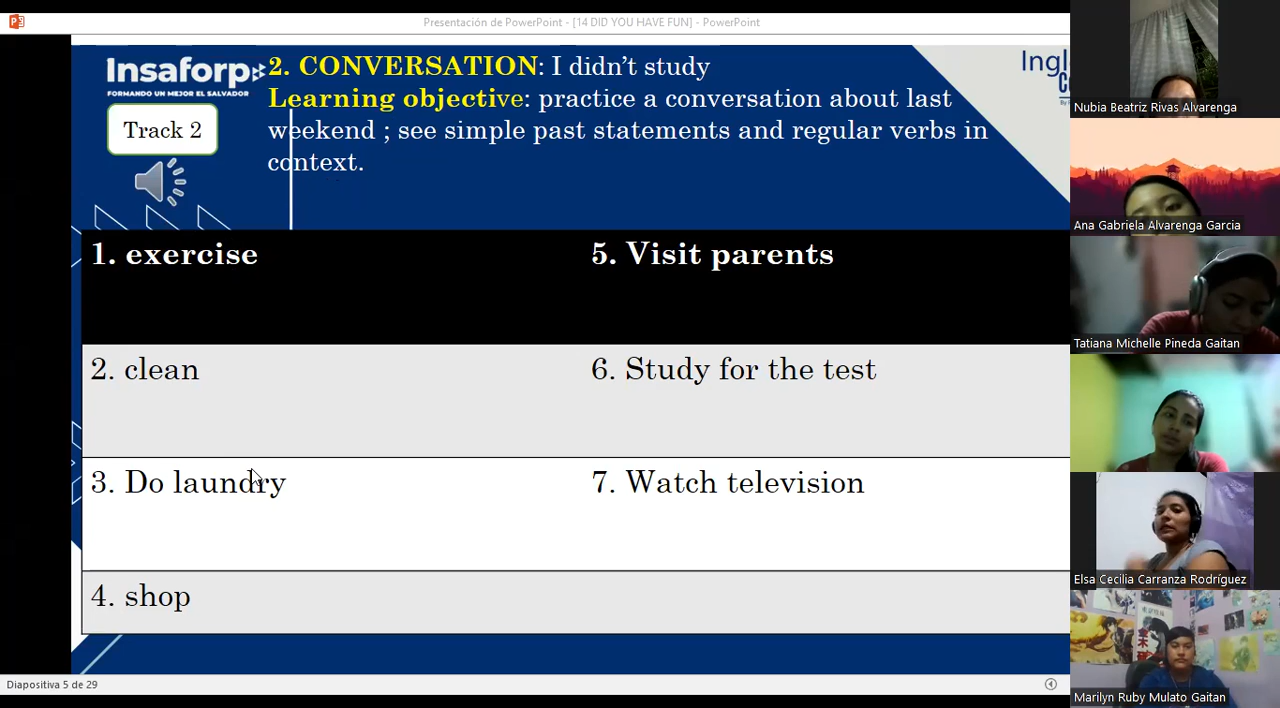 Presentación de PowerPoint - [14 DID YOU HAVE FUN] - PowerPoint
Insaforp
FORMANDO UN MEJOR EL SALVADOR
Track 2
2. CONVERSATION: I didn't study
Learning objective: practice a conversation about last
weekend ; see simple past statements and regular verbs in
context.
1. exercise
5. Visit parents
2. clean
6. Study for the test
3. Do laundry
7. Watch television
4. shop
Diapositiva 5 de 29
Nubia Beatriz Rivas Alvarenga
Ana Gabriela Alvarenga Garcia
Tatiana Michelle Pineda Gaitan
Elsa Cecilia Carranza Rodríguez
Marilyn Ruby Mulato Gaitan